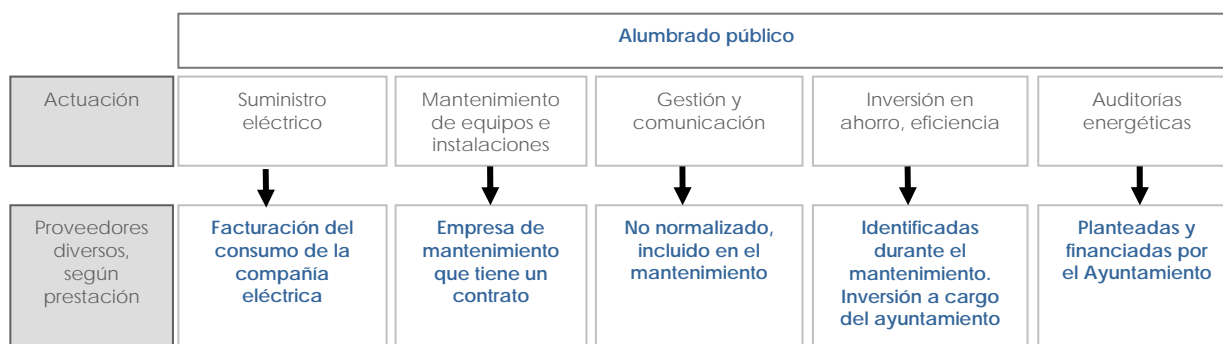 Alumbrado público
Actuación
Suministro
eléctrico
Mantenimiento
de equipos e
instalaciones
Gestión y
comunicación
Inversión en
ahorro, eficiencia
Auditorías
energéticas
Proveedores
diversos,
según
prestación
Facturación del
consumo de la
compañía
eléctrica
Empresa de
mantenimiento
que tiene un
contrato
No normalizado,
incluido en el
mantenimiento
Identificadas
durante el
mantenimiento.
Inversión a cargo
del ayuntamiento
Planteadas y
financiadas por
el Ayuntamiento